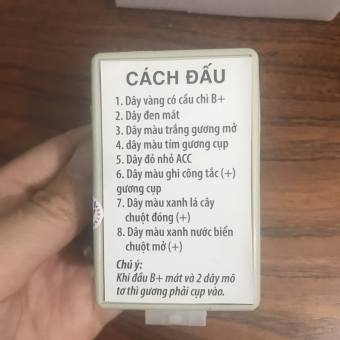 CÁCH ĐẤU
1. Dây vàng có cầu chì B+
2. Dây đen mát
3. Dây màu trắng gương mở
4. dây màu tím gương cụp
5. Dây đỏ nhỏ ACC
6. Dây màu ghi công tắc (+)
gương cụp
7. Dây màu xanh lá cây
chuột đóng (+)
8. Dây màu xanh nước biển
chuột mở (+)
Chú ý:
Khi đấu B+ mát và 2 dây mô
tơ thì gương phải cụp vào.